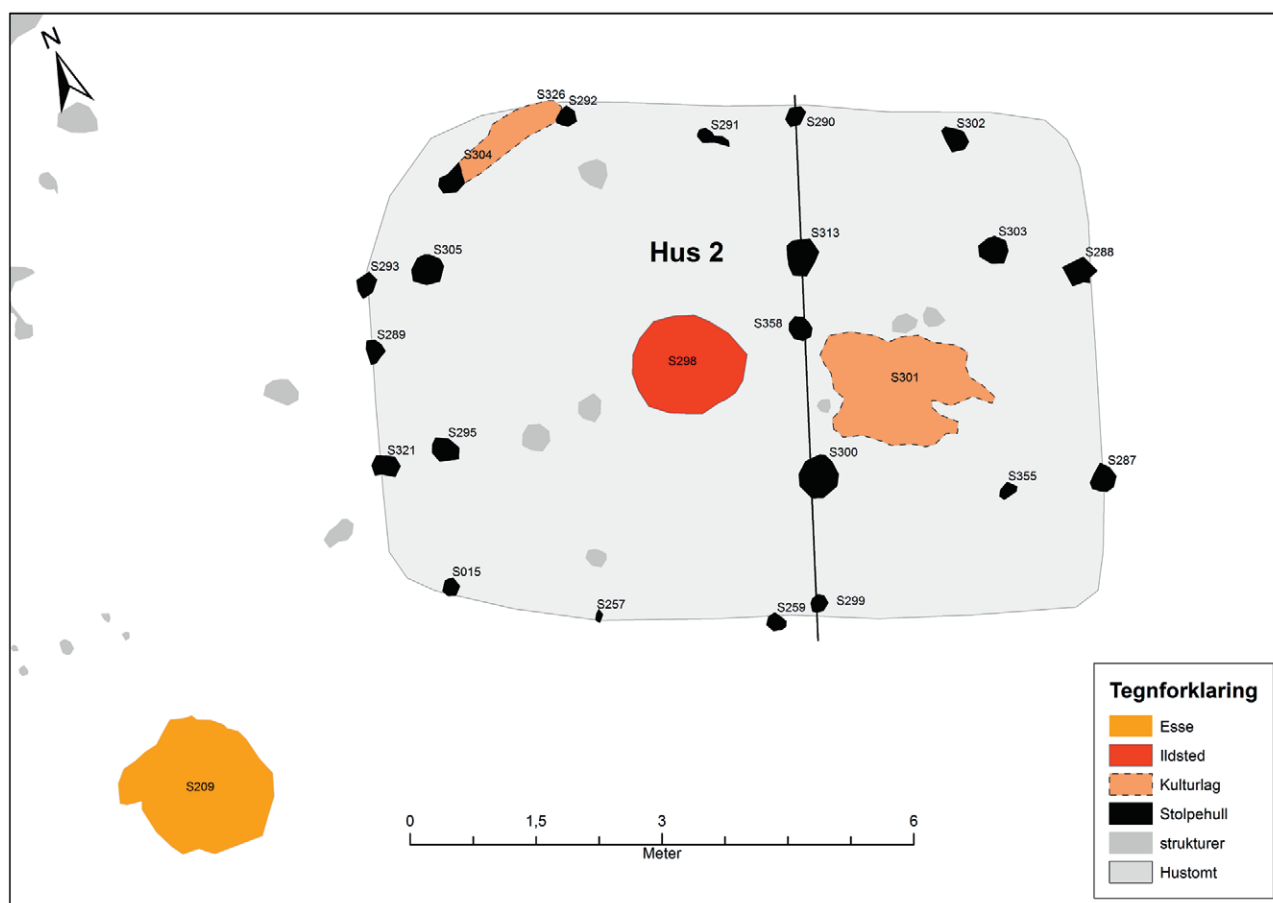 N
S326
S292
S291
S290
S302
S304
S305
S293
S313
S303
S288
Hus 2
S289
S358
S298
S301
S295
S321
S300
S355
S287
S015
S257
S259
S299
S209
0
1,5
3
6
Meter
Tegnforklaring
Esse
Ildsted
Kulturlag
Stolpehull
strukturer
Hustomt